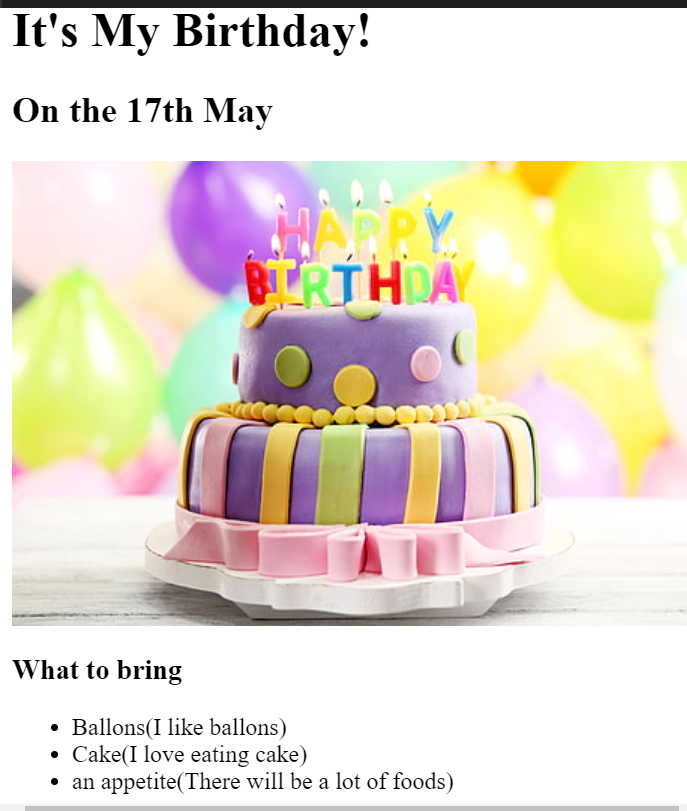 It's My Birthday!
On the 17th May
HAPPY
BIRTHDAY
What to bring
Ballons(I like ballons)
Cake(I love eating cake)
an appetite(There will be a lot of foods)